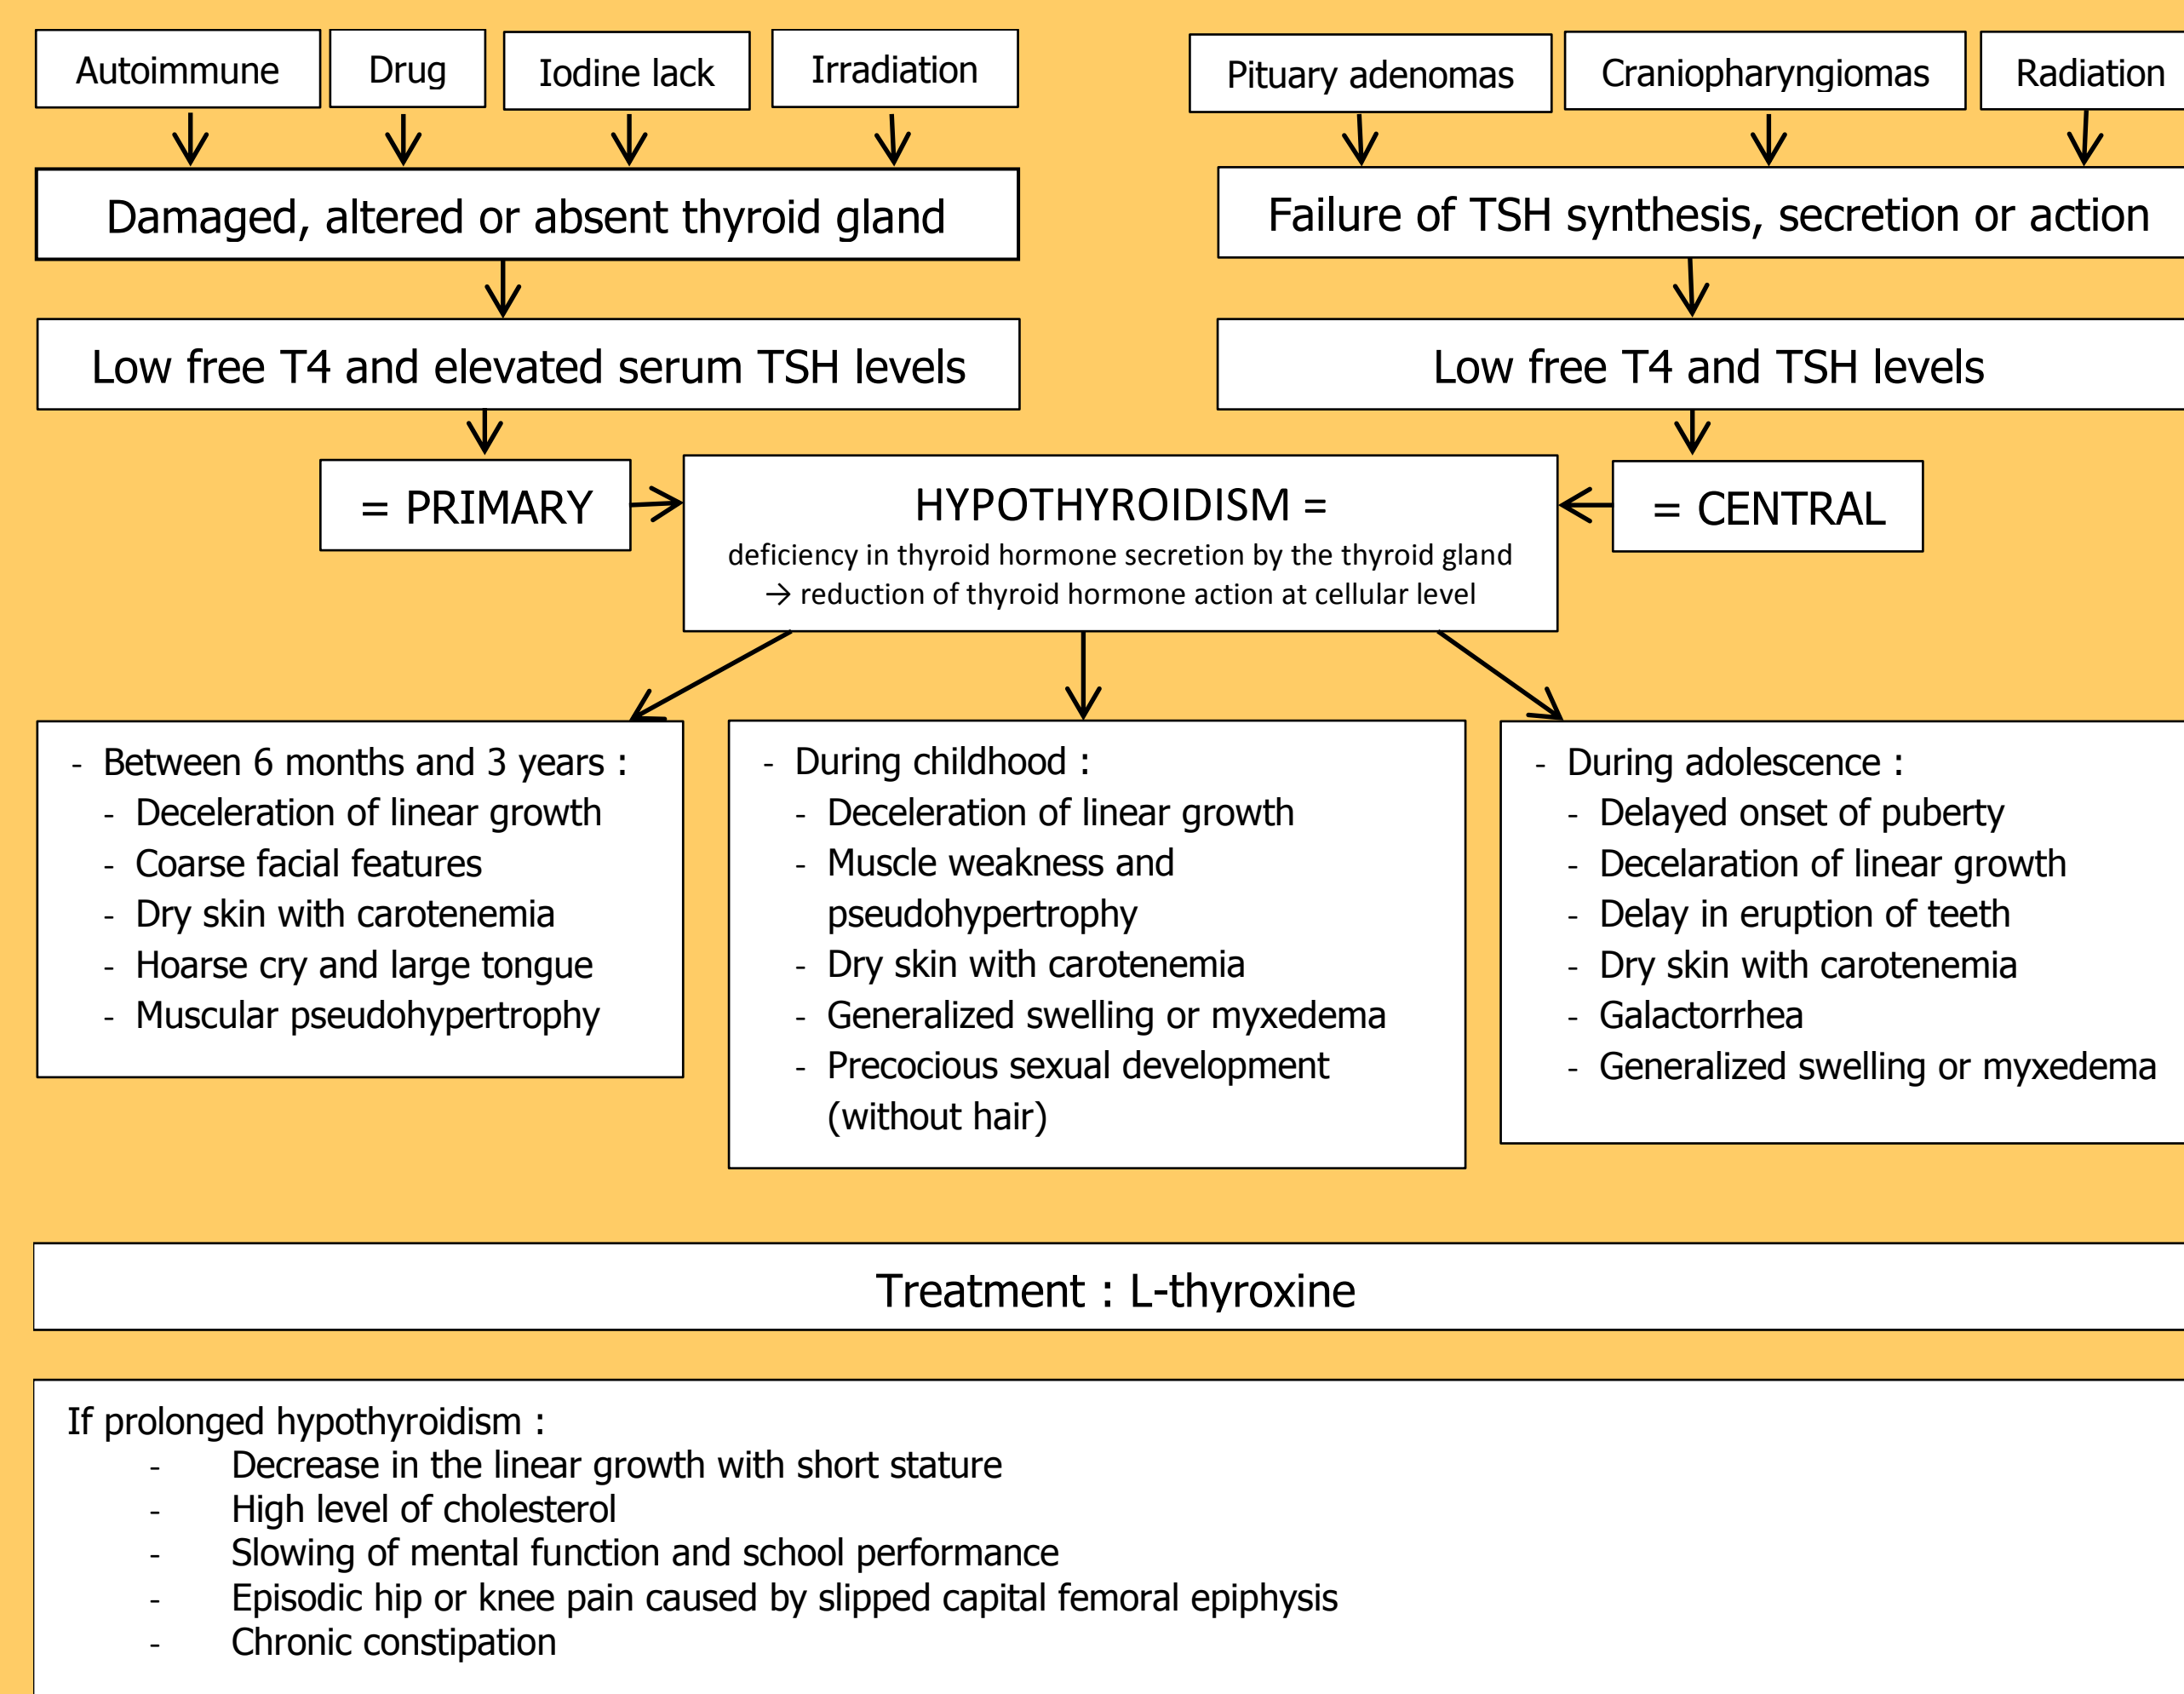 Autoimmune
Drug
Iodine lack
Irradiation
Pituary adenomas
Craniopharyngiomas
Radiation
Damaged, altered or absent thyroid gland
Failure of TSH synthesis, secretion or action
Low free T4 and elevated serum TSH levels
Low free T4 and TSH levels
= PRIMARY
HYPOTHYROIDISM =
deficiency in thyroid hormone secretion by the thyroid gland
→ reduction of thyroid hormone action at cellular level
= CENTRAL
- Between 6 months and 3 years :
- Deceleration of linear growth
- Coarse facial features
- Dry skin with carotenemia
- Hoarse cry and large tongue
- Muscular pseudohypertrophy
- During childhood :
- Deceleration of linear growth
- Muscle weakness and
pseudohypertrophy
- Dry skin with carotenemia
- Generalized swelling or myxedema
- Precocious sexual development
(without hair)
- During adolescence :
- Delayed onset of puberty
- Decelaration of linear growth
- Delay in eruption of teeth
- Dry skin with carotenemia
- Galactorrhea
- Generalized swelling or myxedema
Treatment : L-thyroxine
If prolonged hypothyroidism :
- Decrease in the linear growth with short stature
- High level of cholesterol
- Slowing of mental function and school performance
- Episodic hip or knee pain caused by slipped capital femoral epiphysis
- Chronic constipation